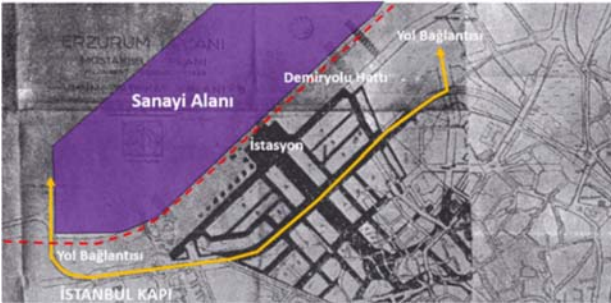 ERZURUM
Yol Bağlantısı
Demiryolu Hattı
Sanayi Alanı
İstasyon
Yol Bağlantısı
İSTANBUL KAPI